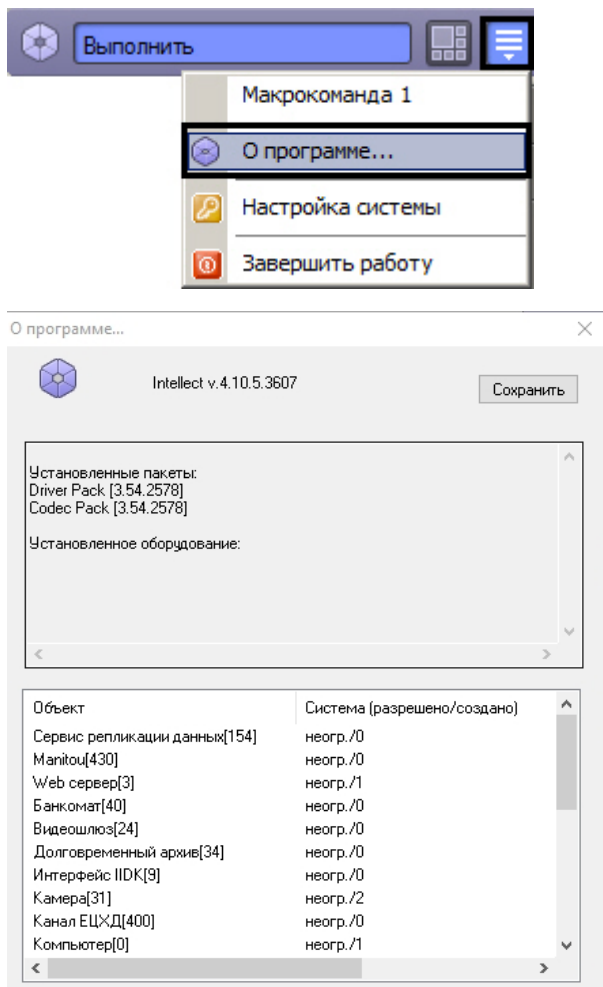 Выполнить
Макрокоманда 1
О программе...
Настройка системы
Завершить работу
О программе...
Intellect v.4.10.5.3607
Сохранить
Установленные пакеты:
Driver Pack [3.54.2578]
Codec Pack [3.54.2578]
Установленное оборудование:
Объект Система (разрешено/создано)
Сервис репликации данных[154] неогр./0
Manitou[430] неогр./0
Web сервер[3] неогр./1
Банкомат[40] неогр./0
Видеошлюз[24] неогр./0
Долговременный архив[34] неогр./0
Интерфейс IIDK[9] неогр./0
Камера[31] неогр./2
Канал ЕЦХД[400] неогр./0
Компьютер[0] неогр./1